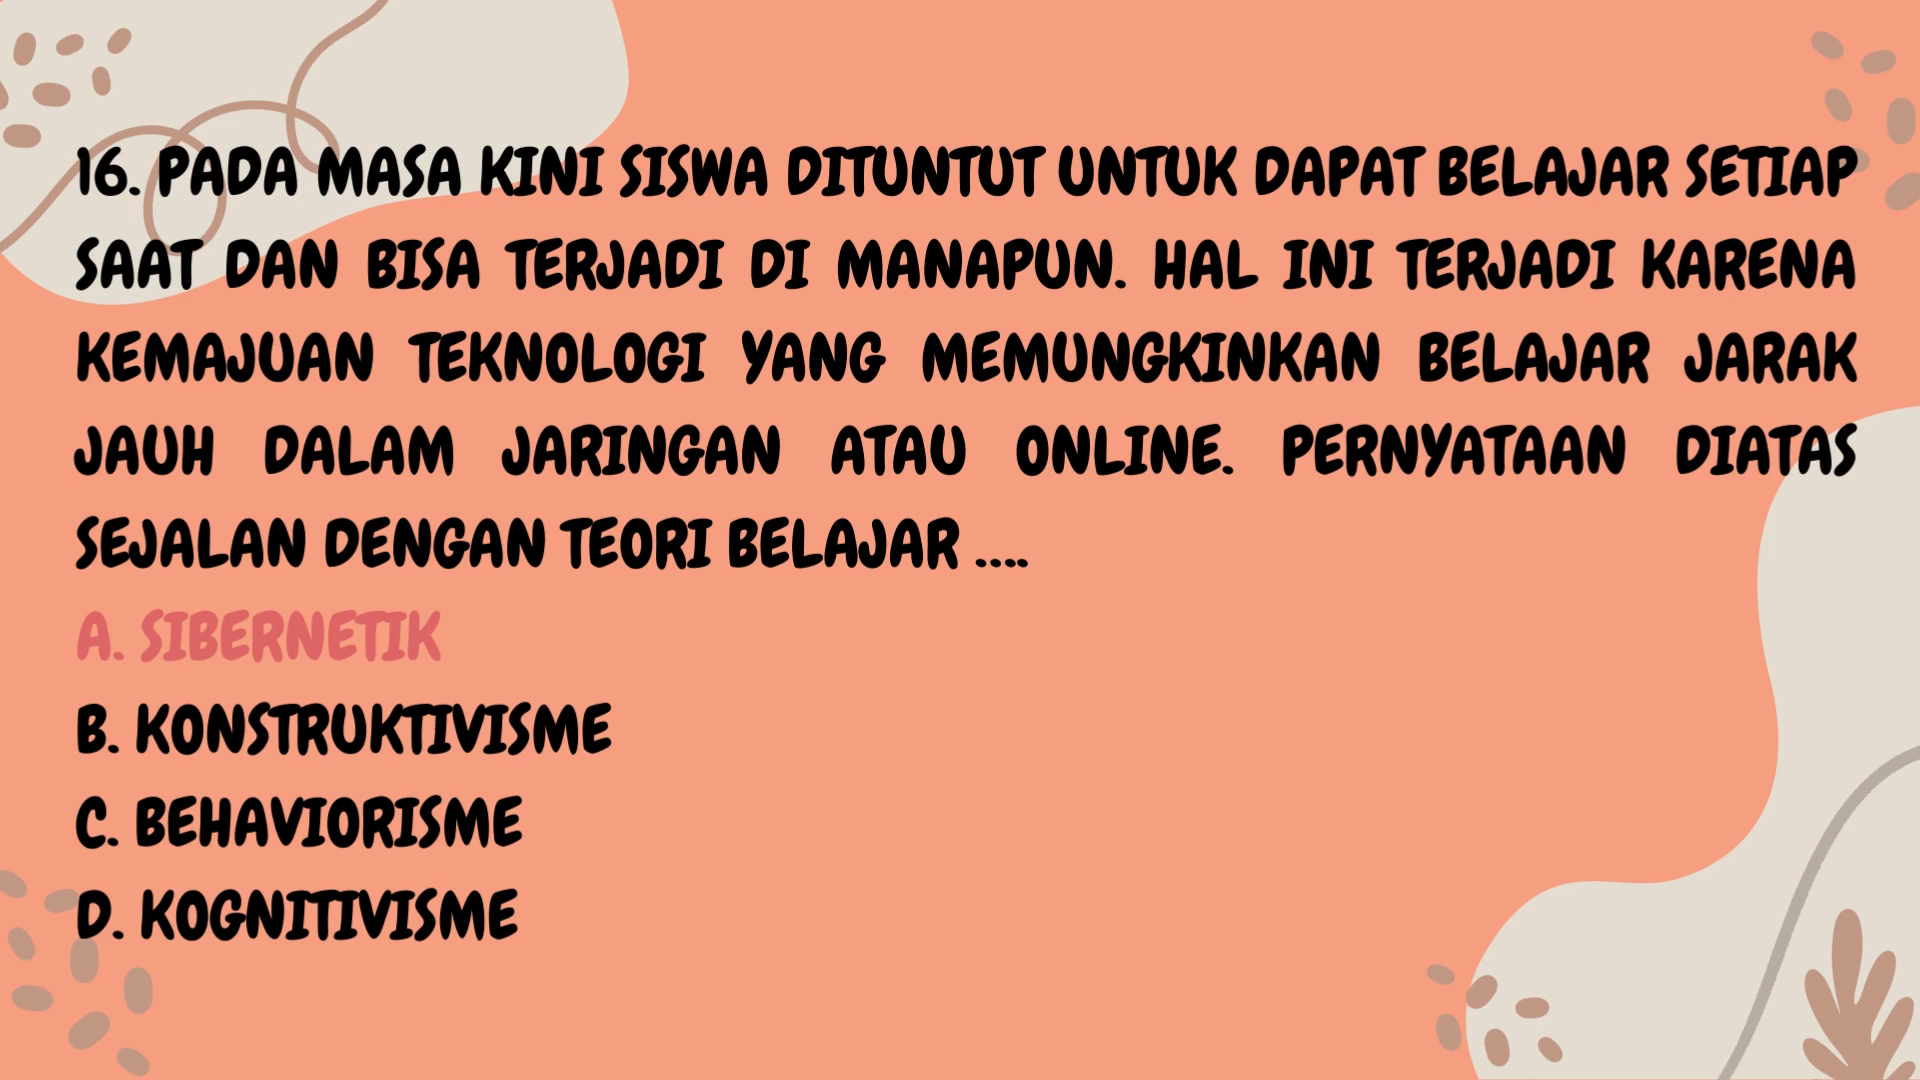 16. PADA MASA KINI SISWA DITUNTUT UNTUK DAPAT BELAJAR SETIAP
SAAT DAN BISA TERJADI DI MANAPUN. HAL INI TERJADI KARENA
KEMAJUAN TEKNOLOGI YANG MEMUNGKINKAN BELAJAR JARAK
JAUH DALAM JARINGAN ATAU ONLINE. PERNYATAAN DIATAS
SEJALAN DENGAN TEORI BELAJAR ....
A. SIBERNETIK
B. KONSTRUKTIVISME
C. BEHAVIORISME
D. KOGNITIVISME